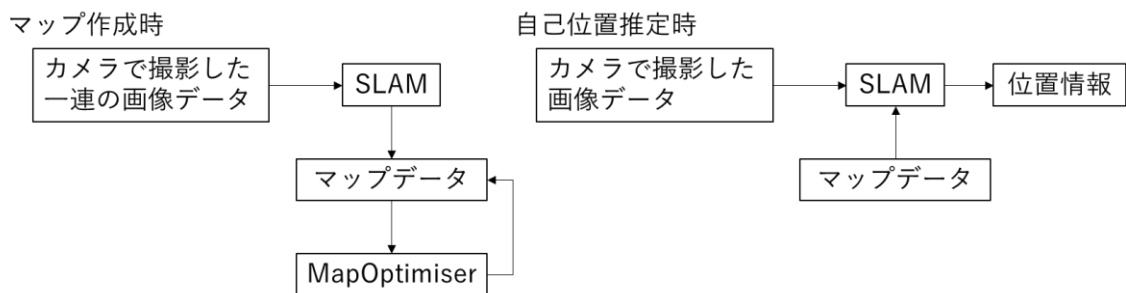 マップ作成時
カメラで撮影した
一連の画像データ
SLAM
マップデータ
MapOptimiser
自己位置推定時
カメラで撮影した
画像データ
SLAM
位置情報
マップデータ